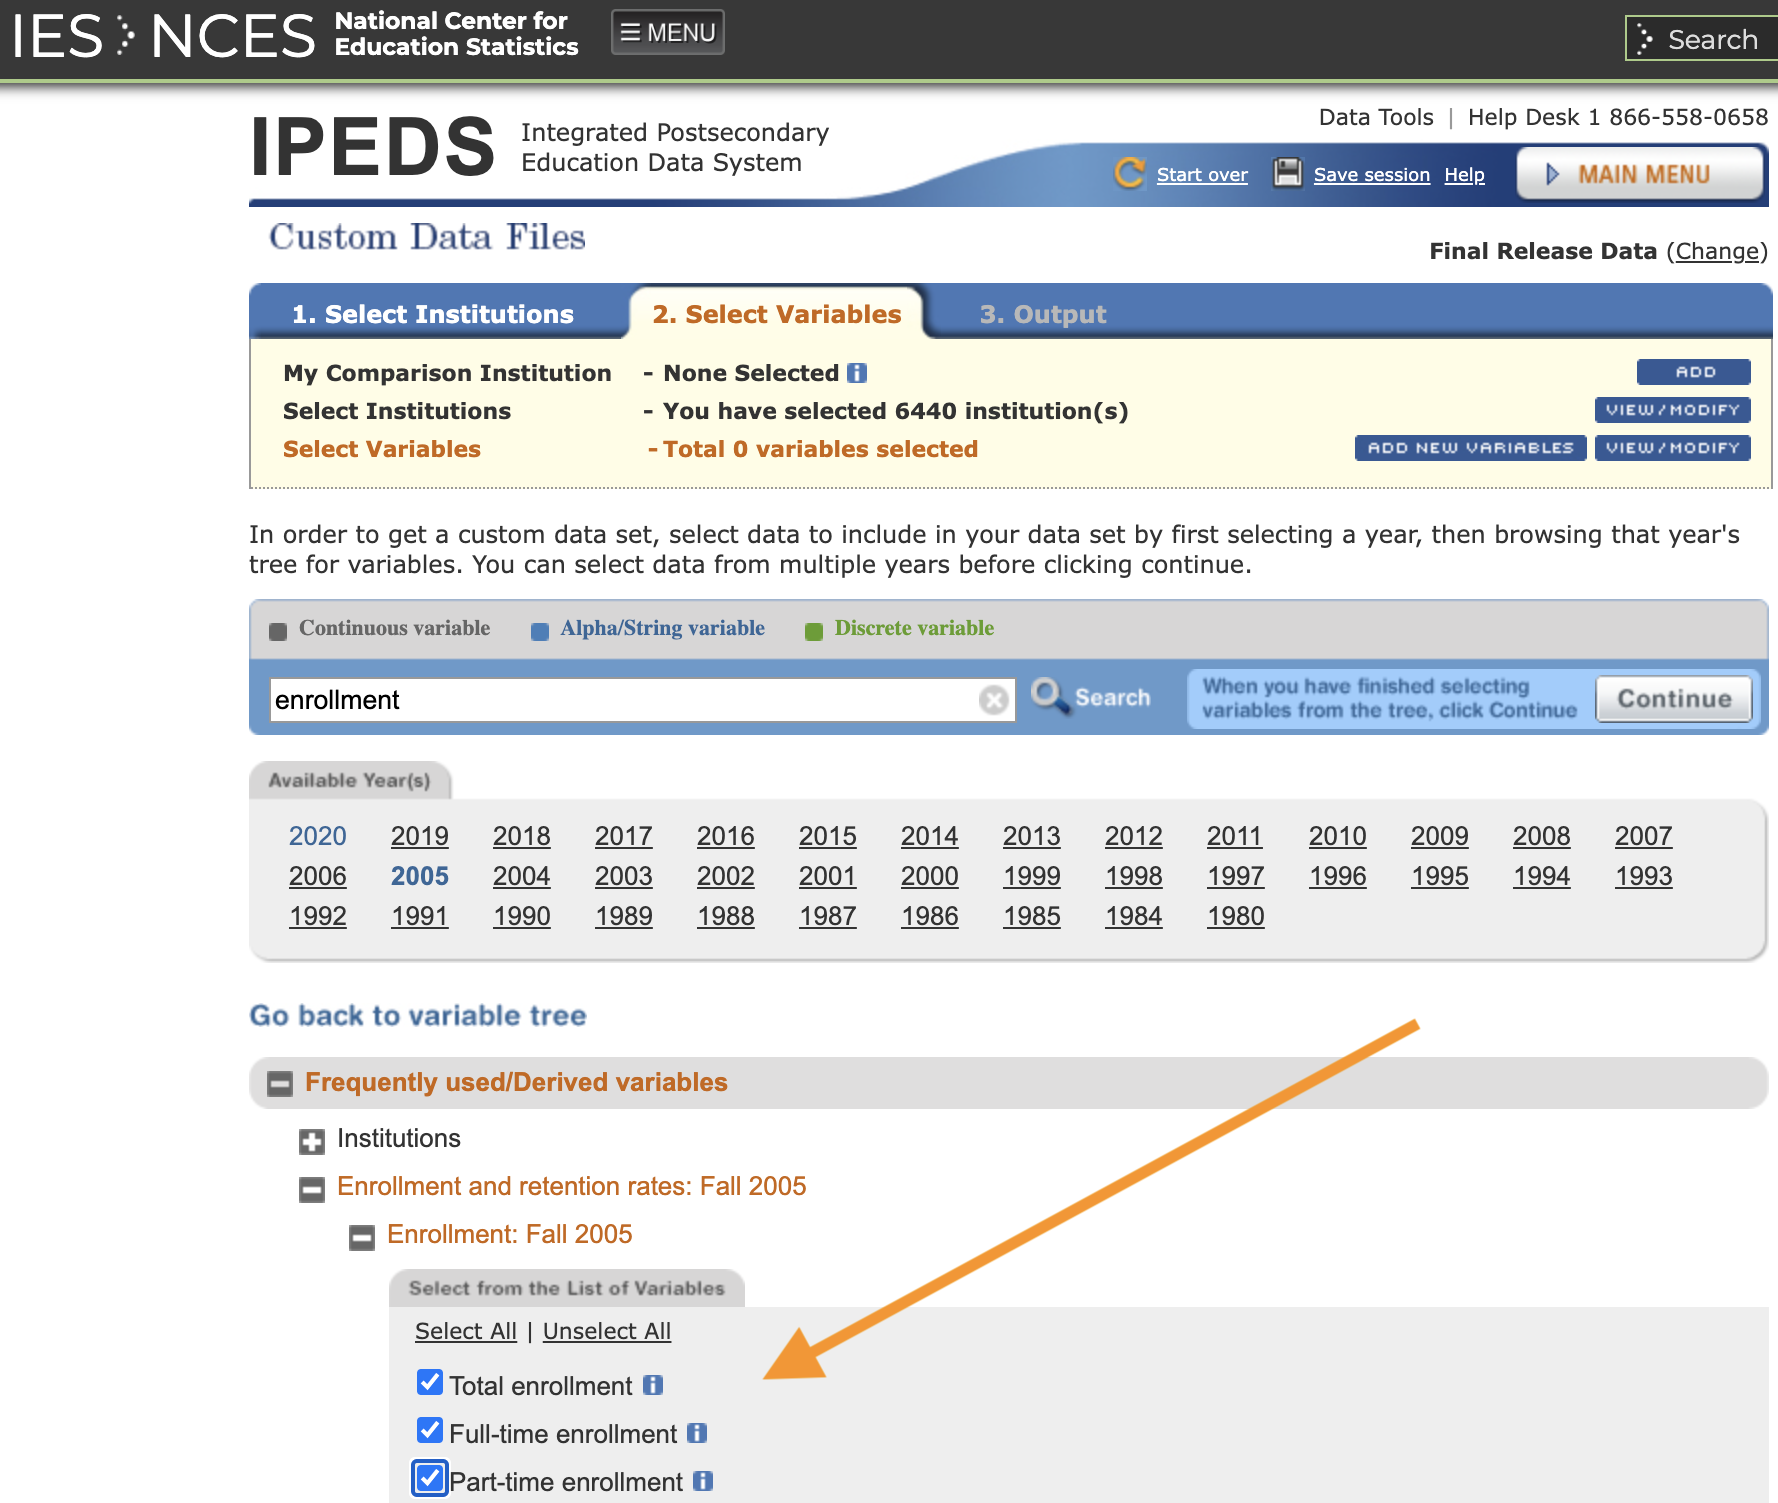 IES NCES National Center for Education Statistics
☰ MENU
Search
IPEDS Integrated Postsecondary Education Data System
Data Tools | Help Desk 1 866-558-0658
Start over Save session Help MAIN MENU
Custom Data Files
Final Release Data (Change)
1. Select Institutions 2. Select Variables 3. Output
My Comparison Institution - None Selected i ADD
Select Institutions - You have selected 6440 institution(s) VIEW/MODIFY
Select Variables - Total 0 variables selected ADD NEW VARIABLES VIEW/MODIFY
In order to get a custom data set, select data to include in your data set by first selecting a year, then browsing that year's
tree for variables. You can select data from multiple years before clicking continue.
Continuous variable Alpha/String variable Discrete variable
enrollment Search When you have finished selecting variables from the tree, click Continue Continue
Available Year(s)
2020 2019 2018 2017 2016 2015 2014 2013 2012 2011 2010 2009 2008 2007
2006 2005 2004 2003 2002 2001 2000 1999 1998 1997 1996 1995 1994 1993
1992 1991 1990 1989 1988 1987 1986 1985 1984 1980
Go back to variable tree
Frequently used/Derived variables
Institutions
Enrollment and retention rates: Fall 2005
Enrollment: Fall 2005
Select from the List of Variables
Select All | Unselect All
Total enrollment i
Full-time enrollment i
Part-time enrollment i